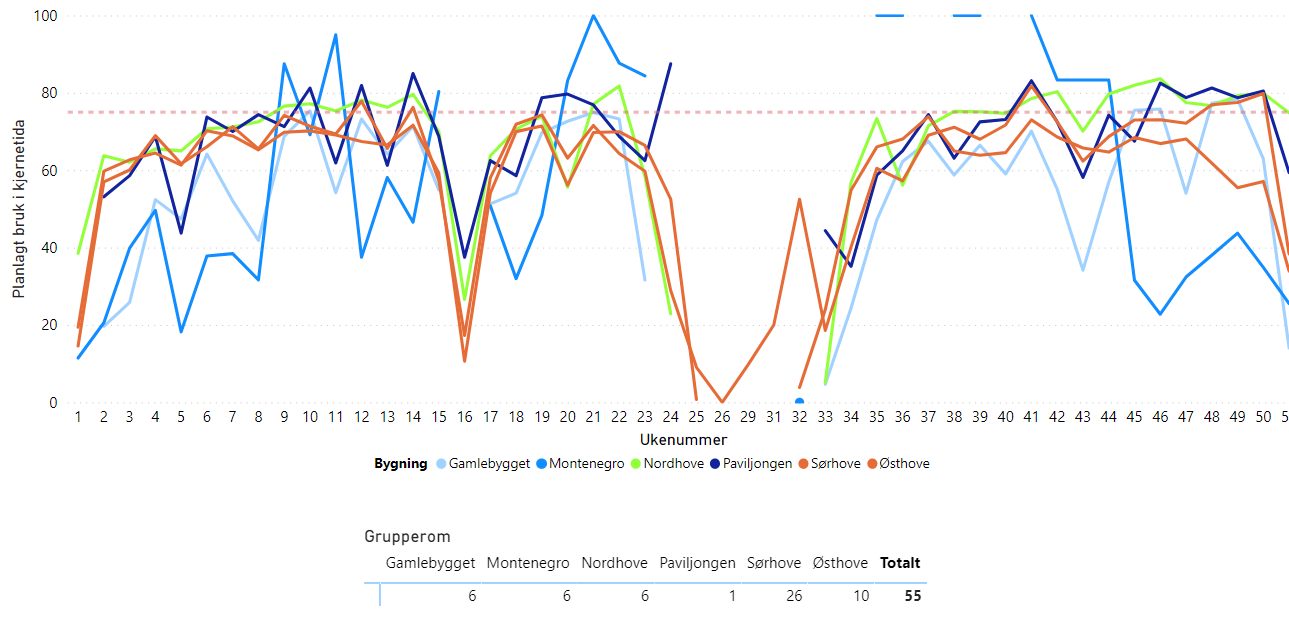 100
80
60
40
20
0
Planlagt bruk i kjernetida
1 2 3 4 5 6 7 8 9 10 11 12 13 14 15 16 17 18 19 20 21 22 23 24 25 26 29 31 32 33 34 35 36 37 38 39 40 41 42 43 44 45 46 47 48 49 50 5
Ukenummer
Bygning Gamlebygget Montenegro Nordhove Paviljongen Sørhove Østhove
Grupperom
Gamlebygget Montenegro Nordhove Paviljongen Sørhove Østhove Totalt
6 6 6 1 26 10 55